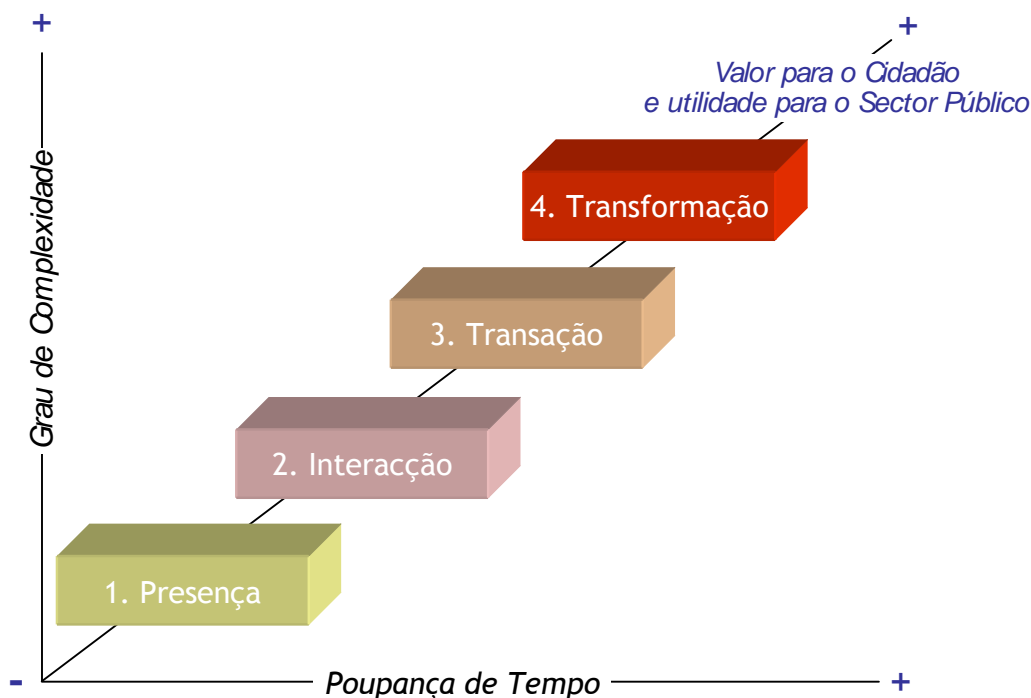 +
+
Valor para o Cidadão
e utilidade para o Sector Público
Grau de Complexidade
4. Transformação
3. Transação
2. Interacção
1. Presença
-
Poupança de Tempo
+